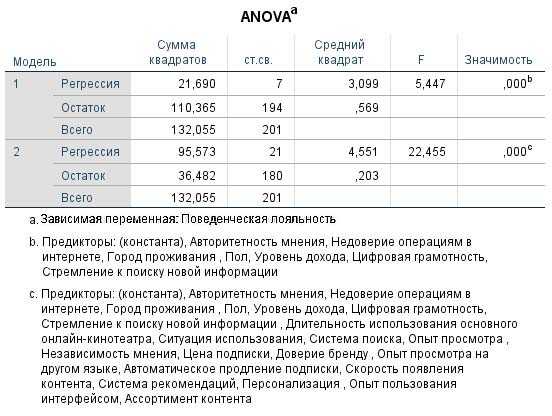 ANOVAa
Модель Сумма квадратов ст.св. Средний квадрат F Значимость
1 Регрессия 21,690 7 3,099 5,447 ,000b
Остаток 110,365 194 ,569
Всего 132,055 201
2 Регрессия 95,573 21 4,551 22,455 ,000c
Остаток 36,482 180 ,203
Всего 132,055 201
a. Зависимая переменная: Поведенческая лояльность
b. Предикторы: (константа), Авторитетность мнения, Недоверие операциям в
интернете, Город проживания , Пол, Уровень дохода, Цифровая грамотность,
Стремление к поиску новой информации
c. Предикторы: (константа), Авторитетность мнения, Недоверие операциям в
интернете, Город проживания , Пол, Уровень дохода, Цифровая грамотность,
Стремление к поиску новой информации , Длительность использования основного
онлайн-кинотеатра, Ситуация использования, Система поиска, Опыт просмотра ,
Независимость мнения, Цена подписки, Доверие бренду , Опыт просмотра на
другом языке, Автоматическое продление подписки, Скорость появления
контента, Система рекомендаций, Персонализация , Опыт пользования
интерфейсом, Ассортимент контента